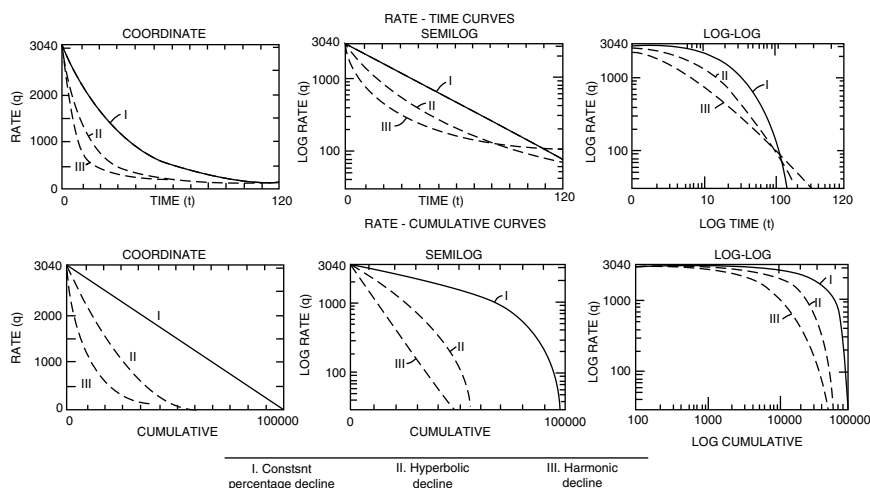 RATE - TIME CURVES
COORDINATE
SEMILOG
LOG-LOG
3040
2000
1000
0
RATE (q)
I
II
III
0
TIME (t)
120
3040
1000
100
LOG RATE (q)
I
II
III
0
TIME (t)
120
3040
1000
100
LOG RATE (q)
I
II
III
0
10
100
120
LOG TIME (t)
RATE - CUMULATIVE CURVES
COORDINATE
SEMILOG
LOG-LOG
3040
2000
1000
0
RATE (q)
I
II
III
0
CUMULATIVE
100000
3040
1000
100
LOG RATE (q)
I
II
III
0
CUMULATIVE
100000
3040
1000
100
LOG RATE (q)
I
II
III
100
1000
10000
100000
LOG CUMULATIVE
I. Constsnt
percentage decline
II. Hyperbolic
decline
III. Harmonic
decline